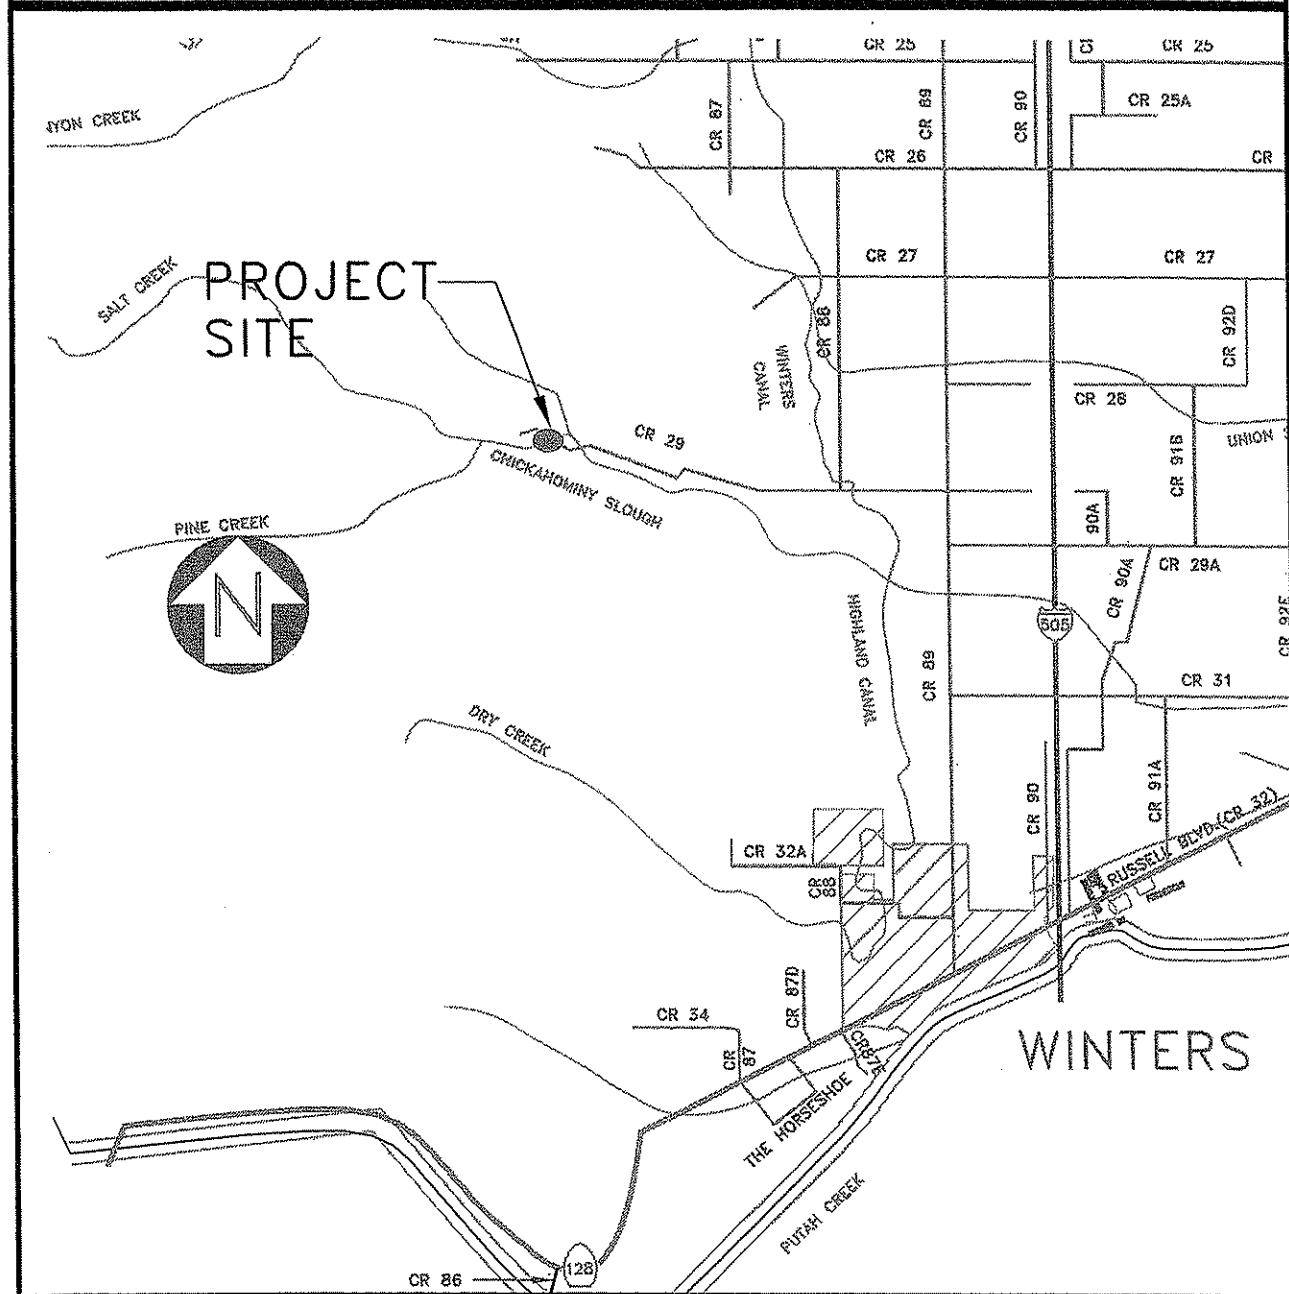 CR 25
CR 25
NYON CREEK
CR 87
CR 89
CR 90
CR 25A
CR 26
CR
SALT CREEK
PROJECT
SITE
CR 27
CR 27
CR 88
CR 92D
WINTERS
CANAL
CR 28
CR 29
CR 91B
UNION
CHICKAHOMINY SLOUGH
PINE CREEK
90A
N
CR 29A
CR 90A
HIGHLAND CANAL
505
CR 92E
CR 89
CR 31
DRY CREEK
CR 90
CR 91A
RUSSELL BLVD.(CR 32)
CR 32A
CR
88
CR 34
CR
87
CR 87D
CR87E
WINTERS
THE HORSESHOE
PUTAH CREEK
CR 86
128